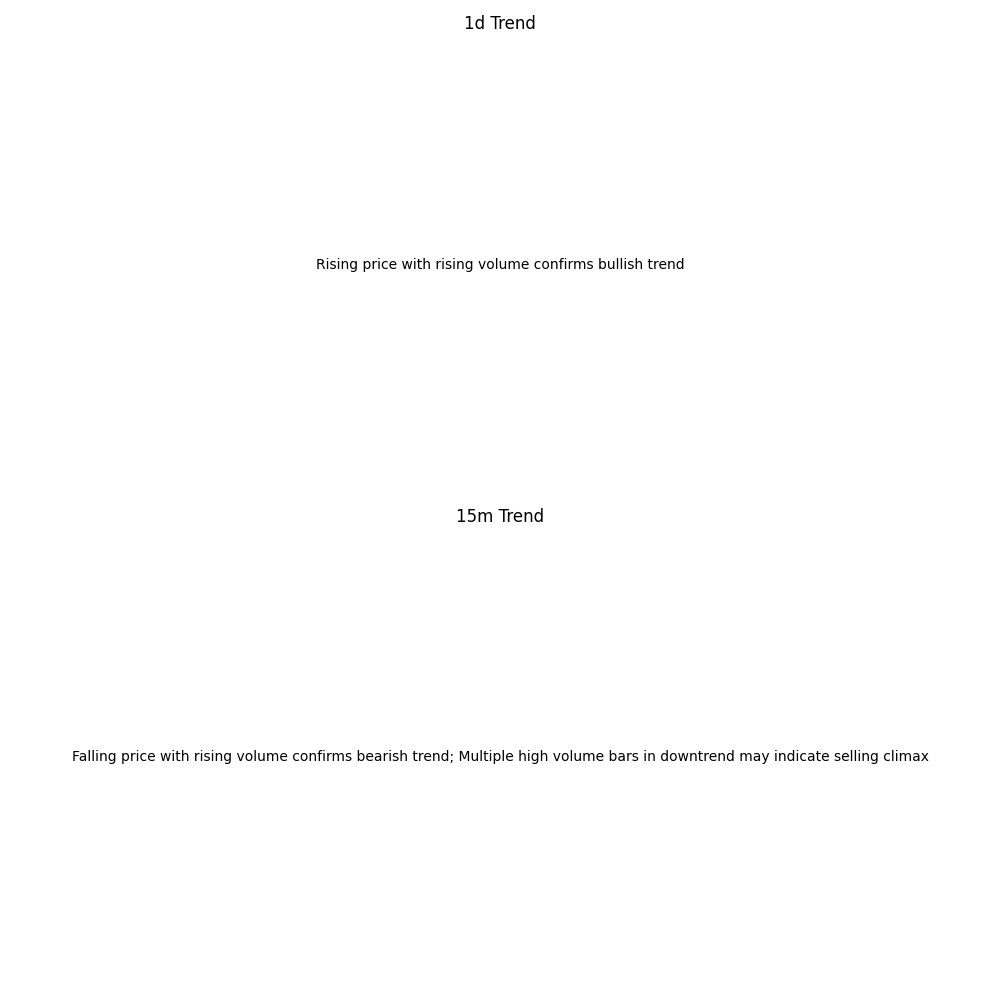 1d Trend
Rising price with rising volume confirms bullish trend
15m Trend
Falling price with rising volume confirms bearish trend; Multiple high volume bars in downtrend may indicate selling climax